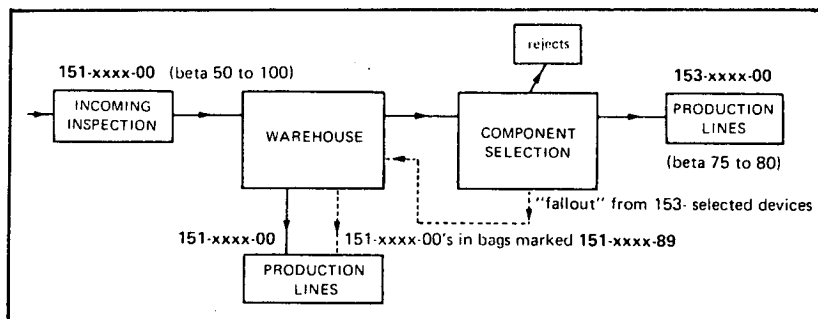 rejects
151-xxxx-00 (beta 50 to 100)
153-xxxx-00
INCOMING
INSPECTION
WAREHOUSE
COMPONENT
SELECTION
PRODUCTION
LINES
(beta 75 to 80)
"fallout" from 153- selected devices
151-xxxx-00
151-xxxx-00's in bags marked 151-xxxx-89
PRODUCTION
LINES